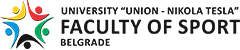 UNIVERSITY “UNION - NIKOLA TESLA”
FACULTY OF SPORT
BELGRADE